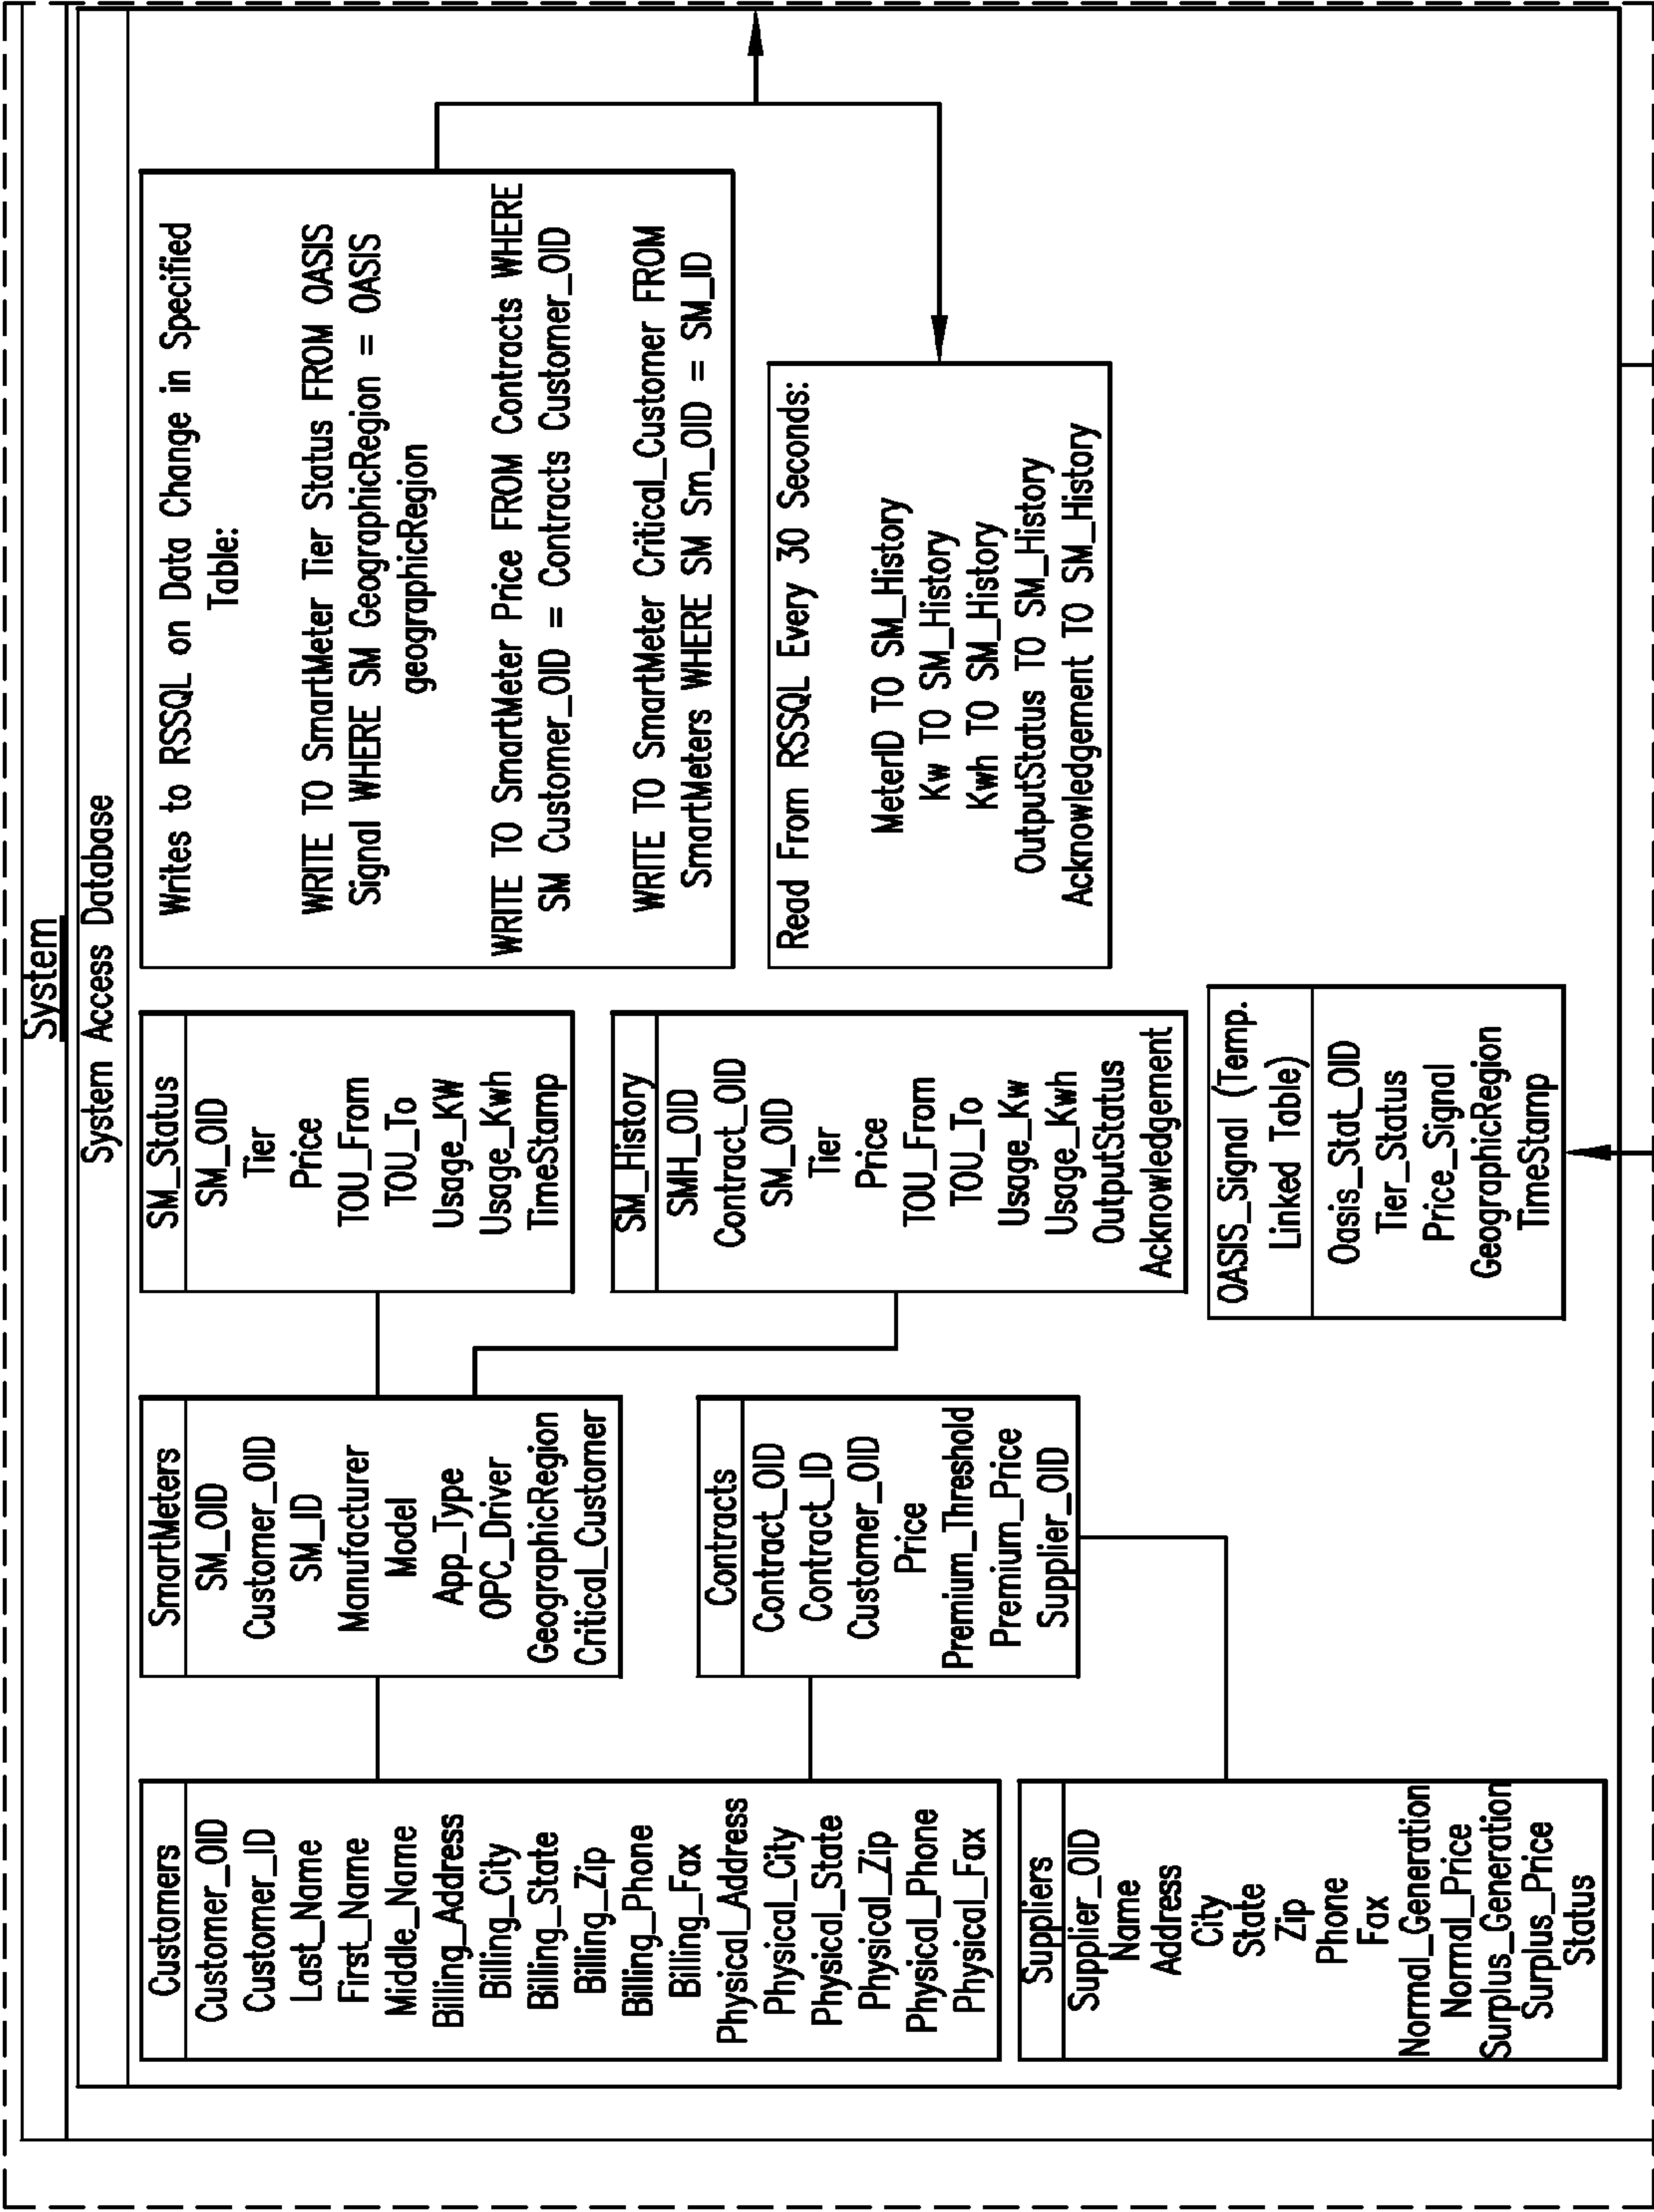 System
System Access Database
Customers
Customer_OID
Customer_ID
Last_Name
First_Name
Middle_Name
Billing_Address
Billing_City
Billing_State
Billing_Zip
Billing_Phone
Billing_Fax
Physical_Address
Physical_City
Physical_State
Physical_Zip
Physical_Phone
Physical_Fax
Suppliers
Supplier_OID
Name
Address
City
State
Zip
Phone
Fax
Normal_Generation
Normal_Price
Surplus_Generation
Surplus_Price
Status
SmartMeters
SM_OID
Customer_OID
SM_ID
Manufacturer
Model
App_Type
OPC_Driver
GeographicRegion
Critical_Customer
Contracts
Contract_OID
Contract_ID
Customer_OID
Price
Premium_Threshold
Premium_Price
Supplier_OID
SM_Status
SM_OID
Tier
Price
TOU_From
TOU_To
Usage_KW
Usage_Kwh
TimeStamp
SM_History
SMH_OID
Contract_OID
SM_OID
Tier
Price
TOU_From
TOU_To
Usage_Kw
Usage_Kwh
OutputStatus
Acknowledgement
OASIS_Signal (Temp.
Linked Table)
Oasis_Stat_OID
Tier_Status
Price_Signal
GeographicRegion
TimeStamp
Writes to RSSQL on Data Change in Specified
Table:
WRITE TO SmartMeter Tier Status FROM OASIS
Signal WHERE SM GeographicRegion = OASIS
geographicRegion
WRITE TO SmartMeter Price FROM Contracts WHERE
SM Customer_OID = Contracts Customer_OID
WRITE TO SmartMeter Critical_Customer FROM
SmartMeters WHERE SM Sm_OID = SM_ID
Read From RSSQL Every 30 Seconds:
MeterID TO SM_History
Kw TO SM_History
Kwh TO SM_History
OutputStatus TO SM_History
Acknowledgement TO SM_History